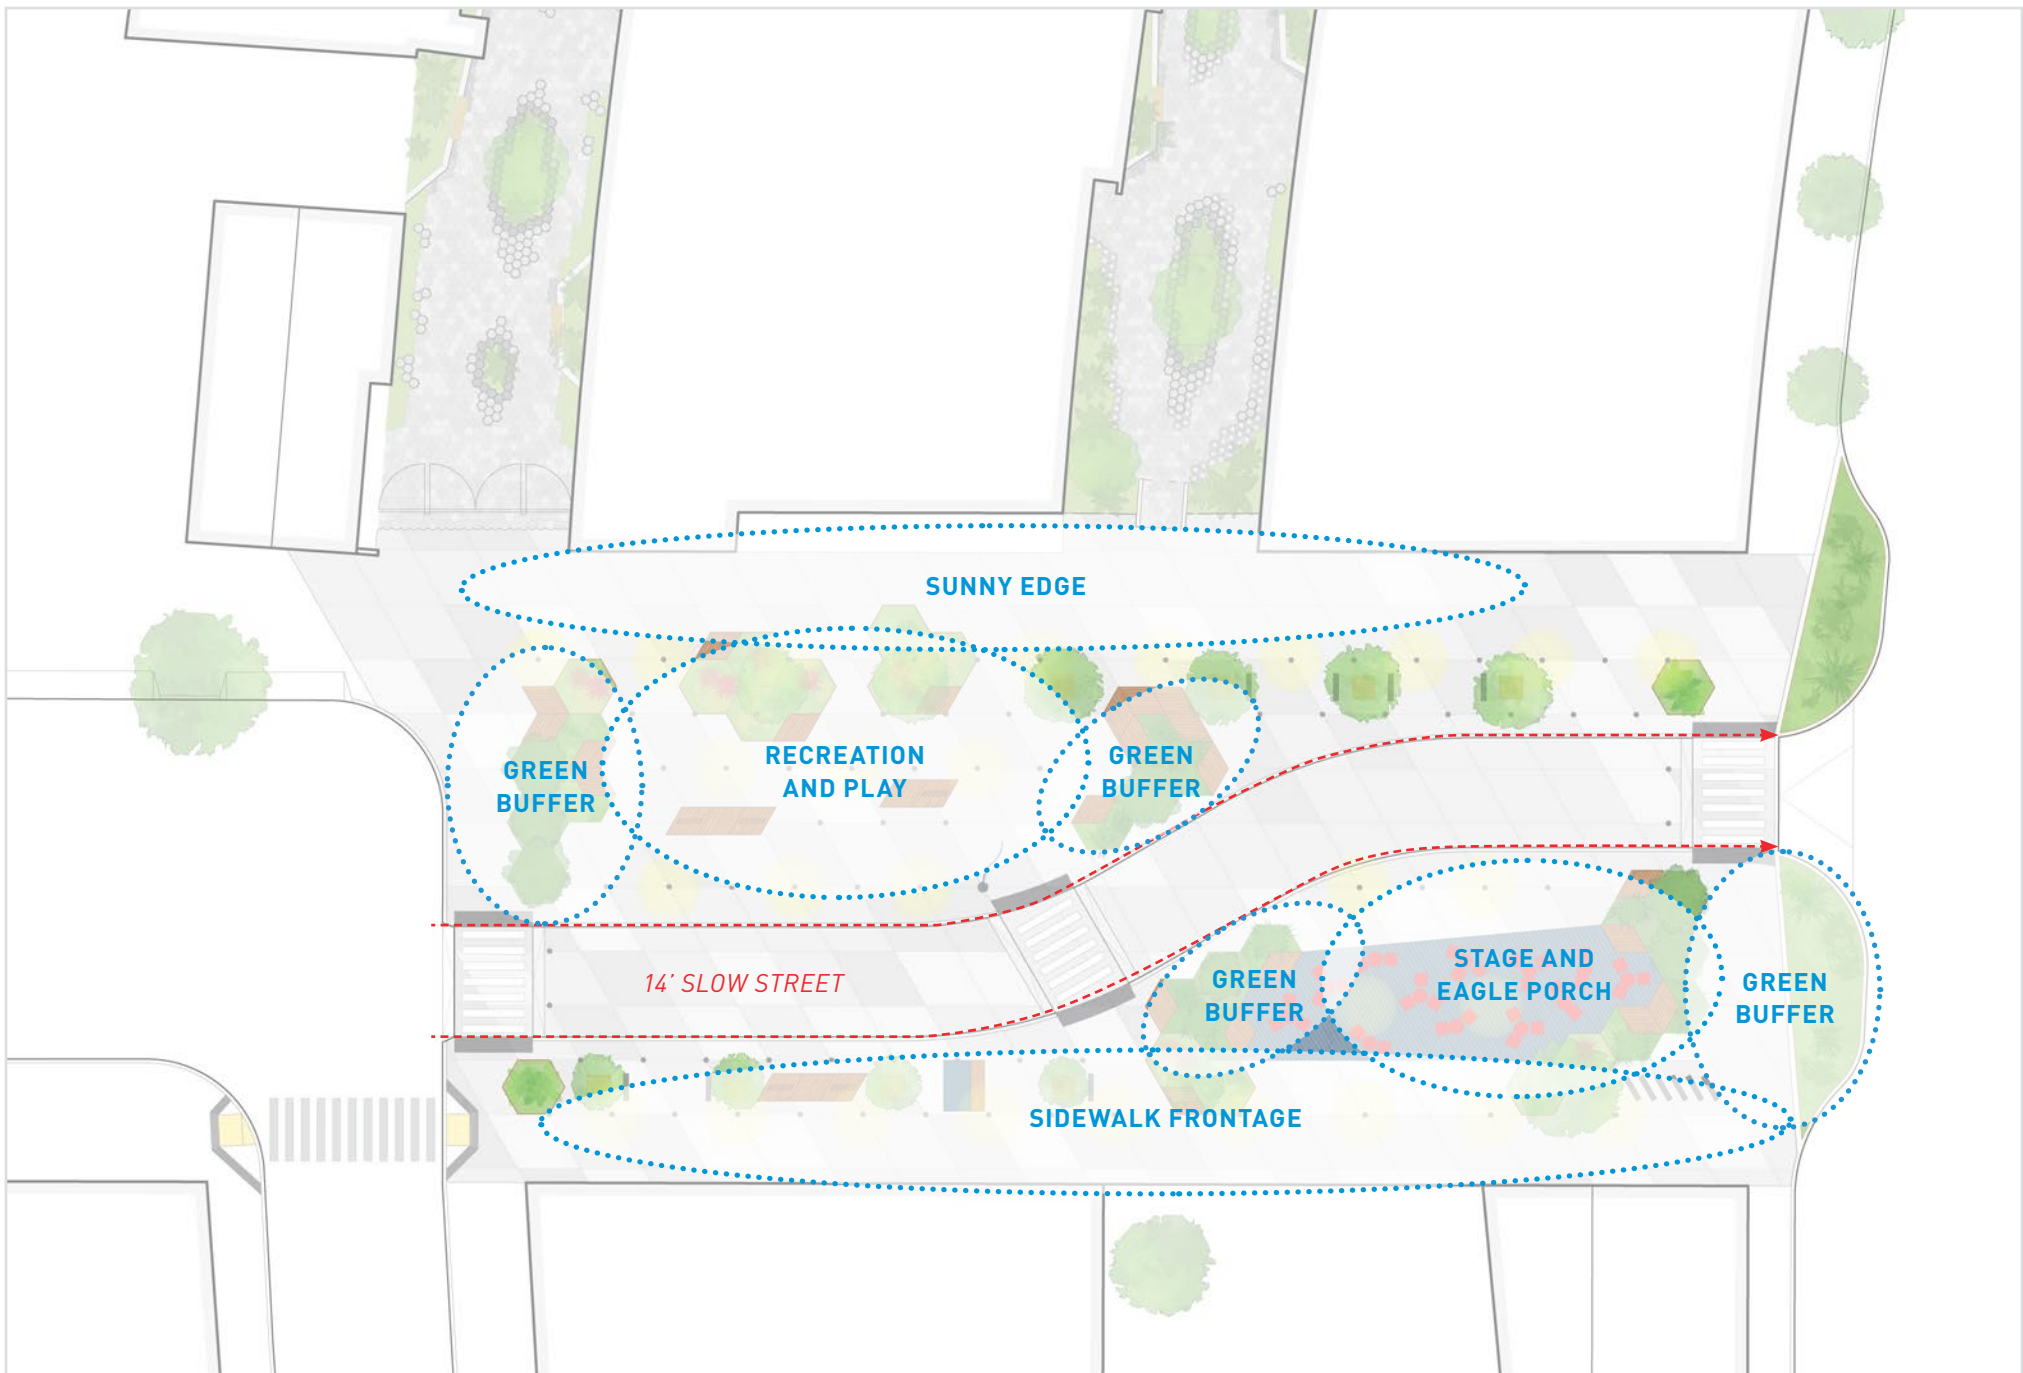 SUNNY EDGE
RECREATION
AND PLAY
GREEN
BUFFER
GREEN
BUFFER
14' SLOW STREET
STAGE AND
EAGLE PORCH
GREEN
BUFFER
GREEN
BUFFER
SIDEWALK FRONTAGE